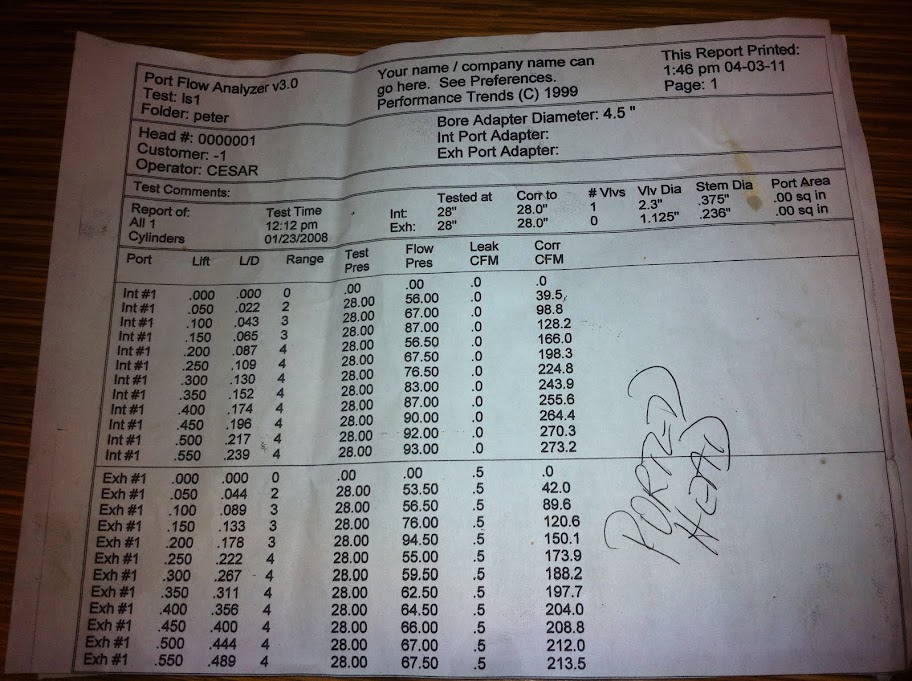 Port Flow Analyzer v3.0
Test: ls1
Folder: peter
Your name / company name can
go here. See Preferences.
Performance Trends (C) 1999
This Report Printed:
1:46 pm 04-03-11
Page: 1
Head #: 0000001
Customer: -1
Operator: CESAR
Bore Adapter Diameter: 4.5 "
Int Port Adapter:
Exh Port Adapter:
Test Comments:
Report of:
All 1
Cylinders
Test Time
12:12 pm
01/23/2008
Tested at Corr to # Vlvs Vlv Dia Stem Dia Port Area
Int: 28" 28.0" 1 2.3" .375" .00 sq in
Exh: 28" 28.0" 0 1.125" .236" .00 sq in
Port Lift L/D Range Test Pres Flow Pres Leak CFM Corr CFM
Int #1 .000 .000 0 .00 .00 .0 .0
Int #1 .050 .022 2 28.00 56.00 .0 39.5
Int #1 .100 .043 3 28.00 67.00 .0 98.8
Int #1 .150 .065 3 28.00 87.00 .0 128.2
Int #1 .200 .087 4 28.00 56.50 .0 166.0
Int #1 .250 .109 4 28.00 67.50 .0 198.3
Int #1 .300 .130 4 28.00 76.50 .0 224.8
Int #1 .350 .152 4 28.00 83.00 .0 243.9
Int #1 .400 .174 4 28.00 87.00 .0 255.6
Int #1 .450 .196 4 28.00 90.00 .0 264.4
Int #1 .500 .217 4 28.00 92.00 .0 270.3
Int #1 .550 .239 4 28.00 93.00 .0 273.2
Exh #1 .000 .000 0 .00 .00 .5 .0
Exh #1 .050 .044 2 28.00 53.50 .5 42.0
Exh #1 .100 .089 3 28.00 56.50 .5 89.6
Exh #1 .150 .133 3 28.00 76.00 .5 120.6
Exh #1 .200 .178 3 28.00 94.50 .5 150.1
Exh #1 .250 .222 4 28.00 55.00 .5 173.9
Exh #1 .300 .267 4 28.00 59.50 .5 188.2
Exh #1 .350 .311 4 28.00 62.50 .5 197.7
Exh #1 .400 .356 4 28.00 64.50 .5 204.0
Exh #1 .450 .400 4 28.00 66.00 .5 208.8
Exh #1 .500 .444 4 28.00 67.00 .5 212.0
Exh #1 .550 .489 4 28.00 67.50 .5 213.5
PORTED
HEAD